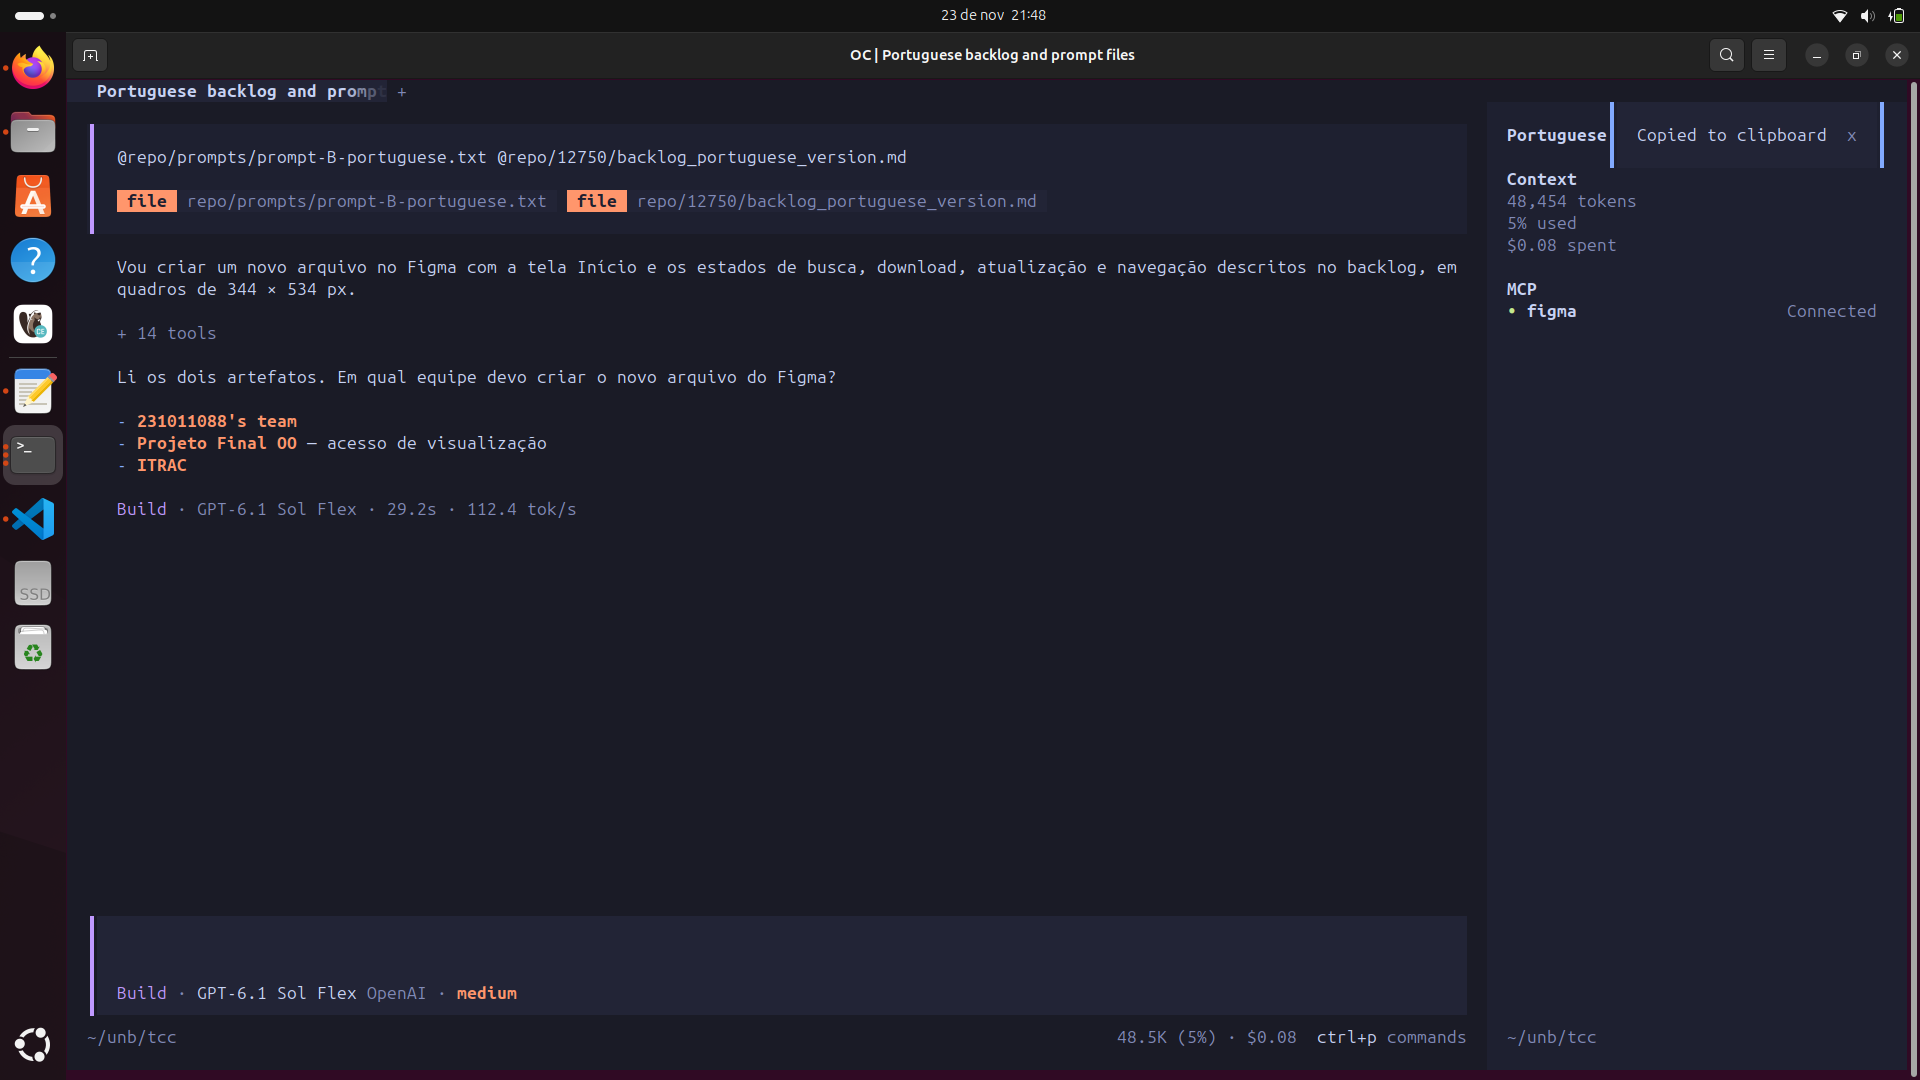 23 de nov 21:48
OC | Portuguese backlog and prompt files
Portuguese backlog and prompt +
@repo/prompts/prompt-B-portuguese.txt @repo/12750/backlog_portuguese_version.md
file repo/prompts/prompt-B-portuguese.txt file repo/12750/backlog_portuguese_version.md
Vou criar um novo arquivo no Figma com a tela Início e os estados de busca, download, atualização e navegação descritos no backlog, em
quadros de 344 × 534 px.
+ 14 tools
Li os dois artefatos. Em qual equipe devo criar o novo arquivo do Figma?
- 231011088's team
- Projeto Final OO — acesso de visualização
- ITRAC
Build · GPT-6.1 Sol Flex · 29.2s · 112.4 tok/s
Build · GPT-6.1 Sol Flex OpenAI · medium
~/unb/tcc
48.5K (5%) · $0.08 ctrl+p commands
Portuguese
Copied to clipboard x
Context
48,454 tokens
5% used
$0.08 spent
MCP
• figma Connected
~/unb/tcc
SSD